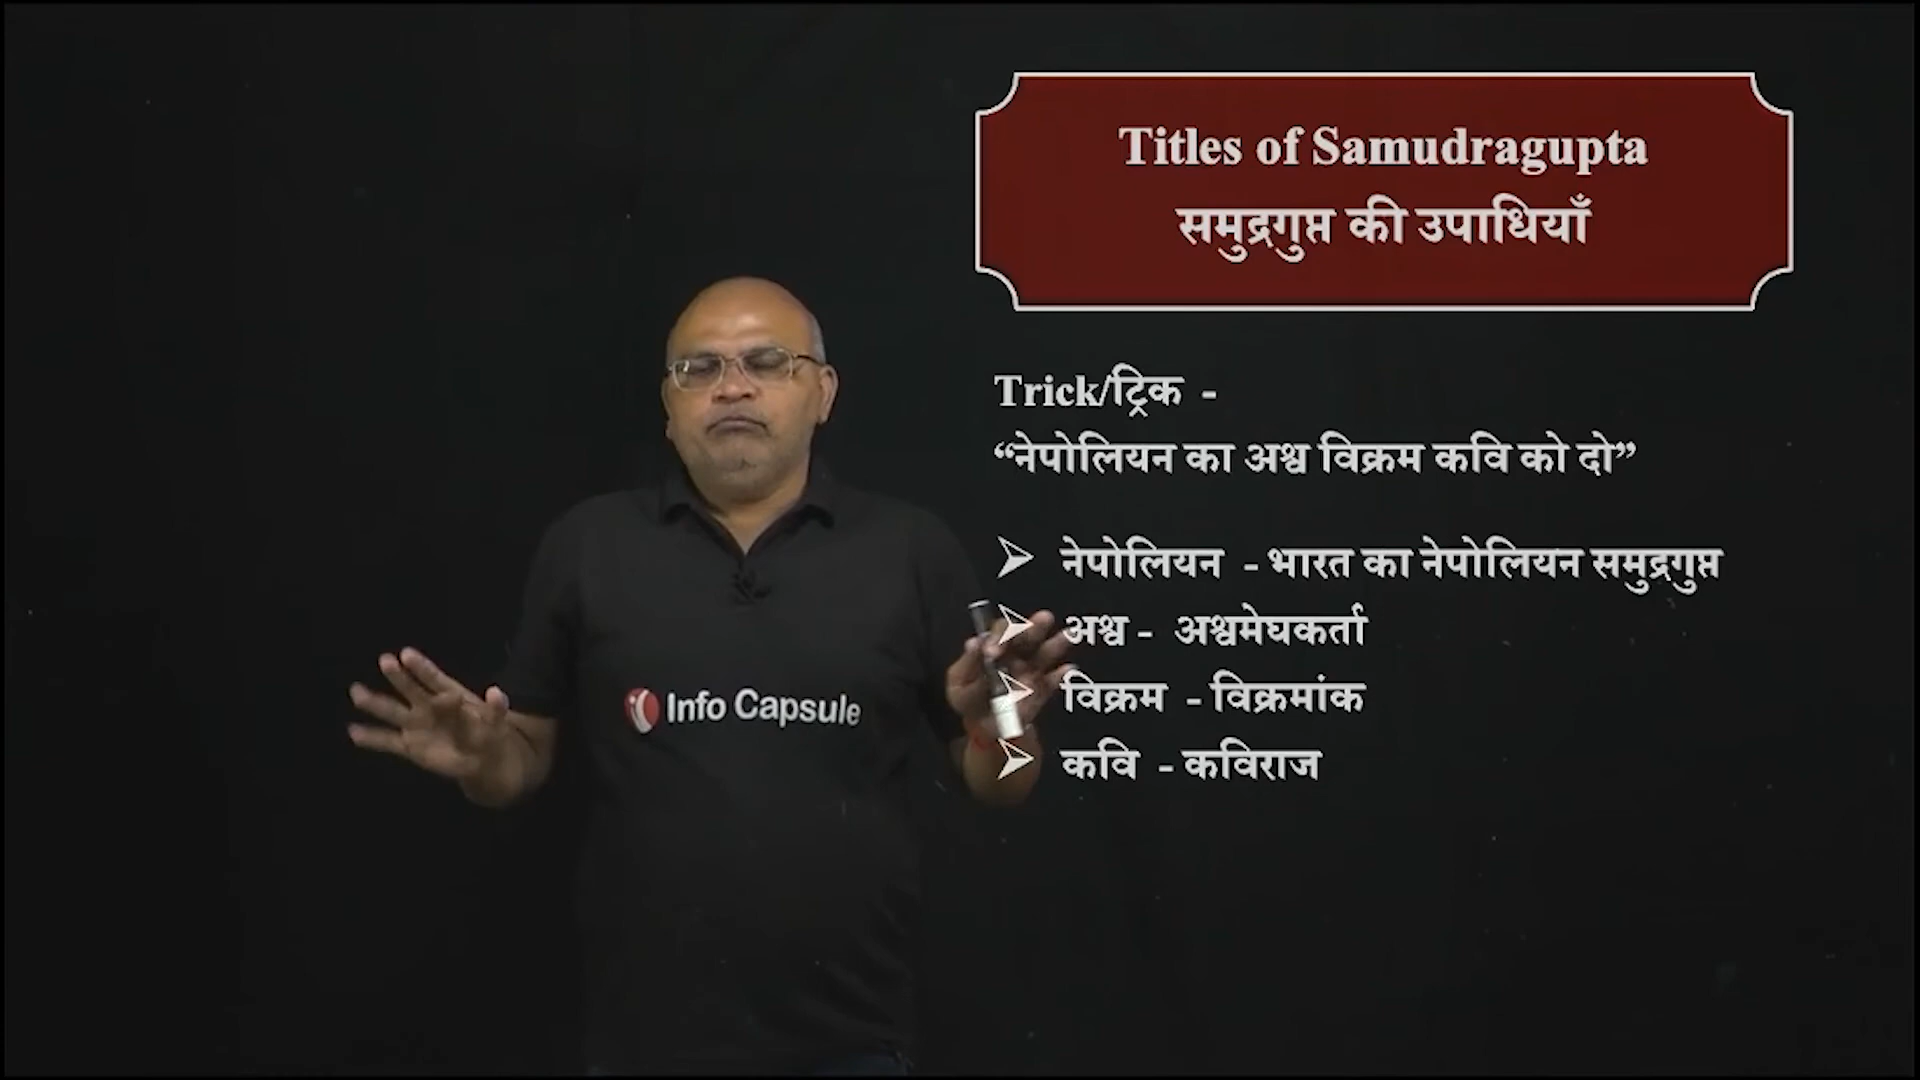 Titles of Samudragupta
समुद्रगुप्त की उपाधियाँ
Trick/ट्रिक -
“नेपोलियन का अश्व विक्रम कवि को दो”
नेपोलियन - भारत का नेपोलियन समुद्रगुप्त
अश्व - अश्वमेघकर्ता
विक्रम - विक्रमांक
कवि - कविराज
Info Capsule